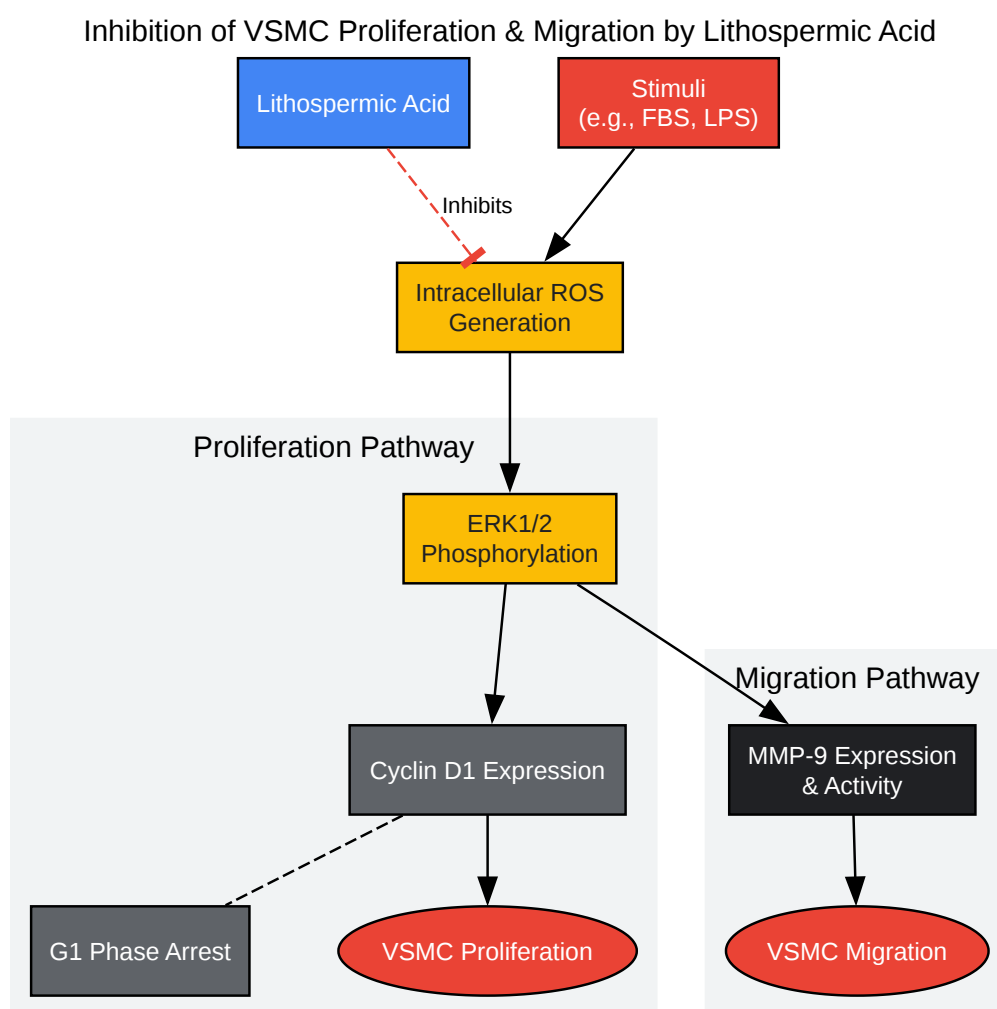 Inhibition of VSMC Proliferation & Migration by Lithospermic Acid
Lithospermic Acid
Stimuli
(e.g., FBS, LPS)
Inhibits
Intracellular ROS
Generation
Proliferation Pathway
ERK1/2
Phosphorylation
Migration Pathway
Cyclin D1 Expression
MMP-9 Expression
& Activity
G1 Phase Arrest
VSMC Proliferation
VSMC Migration